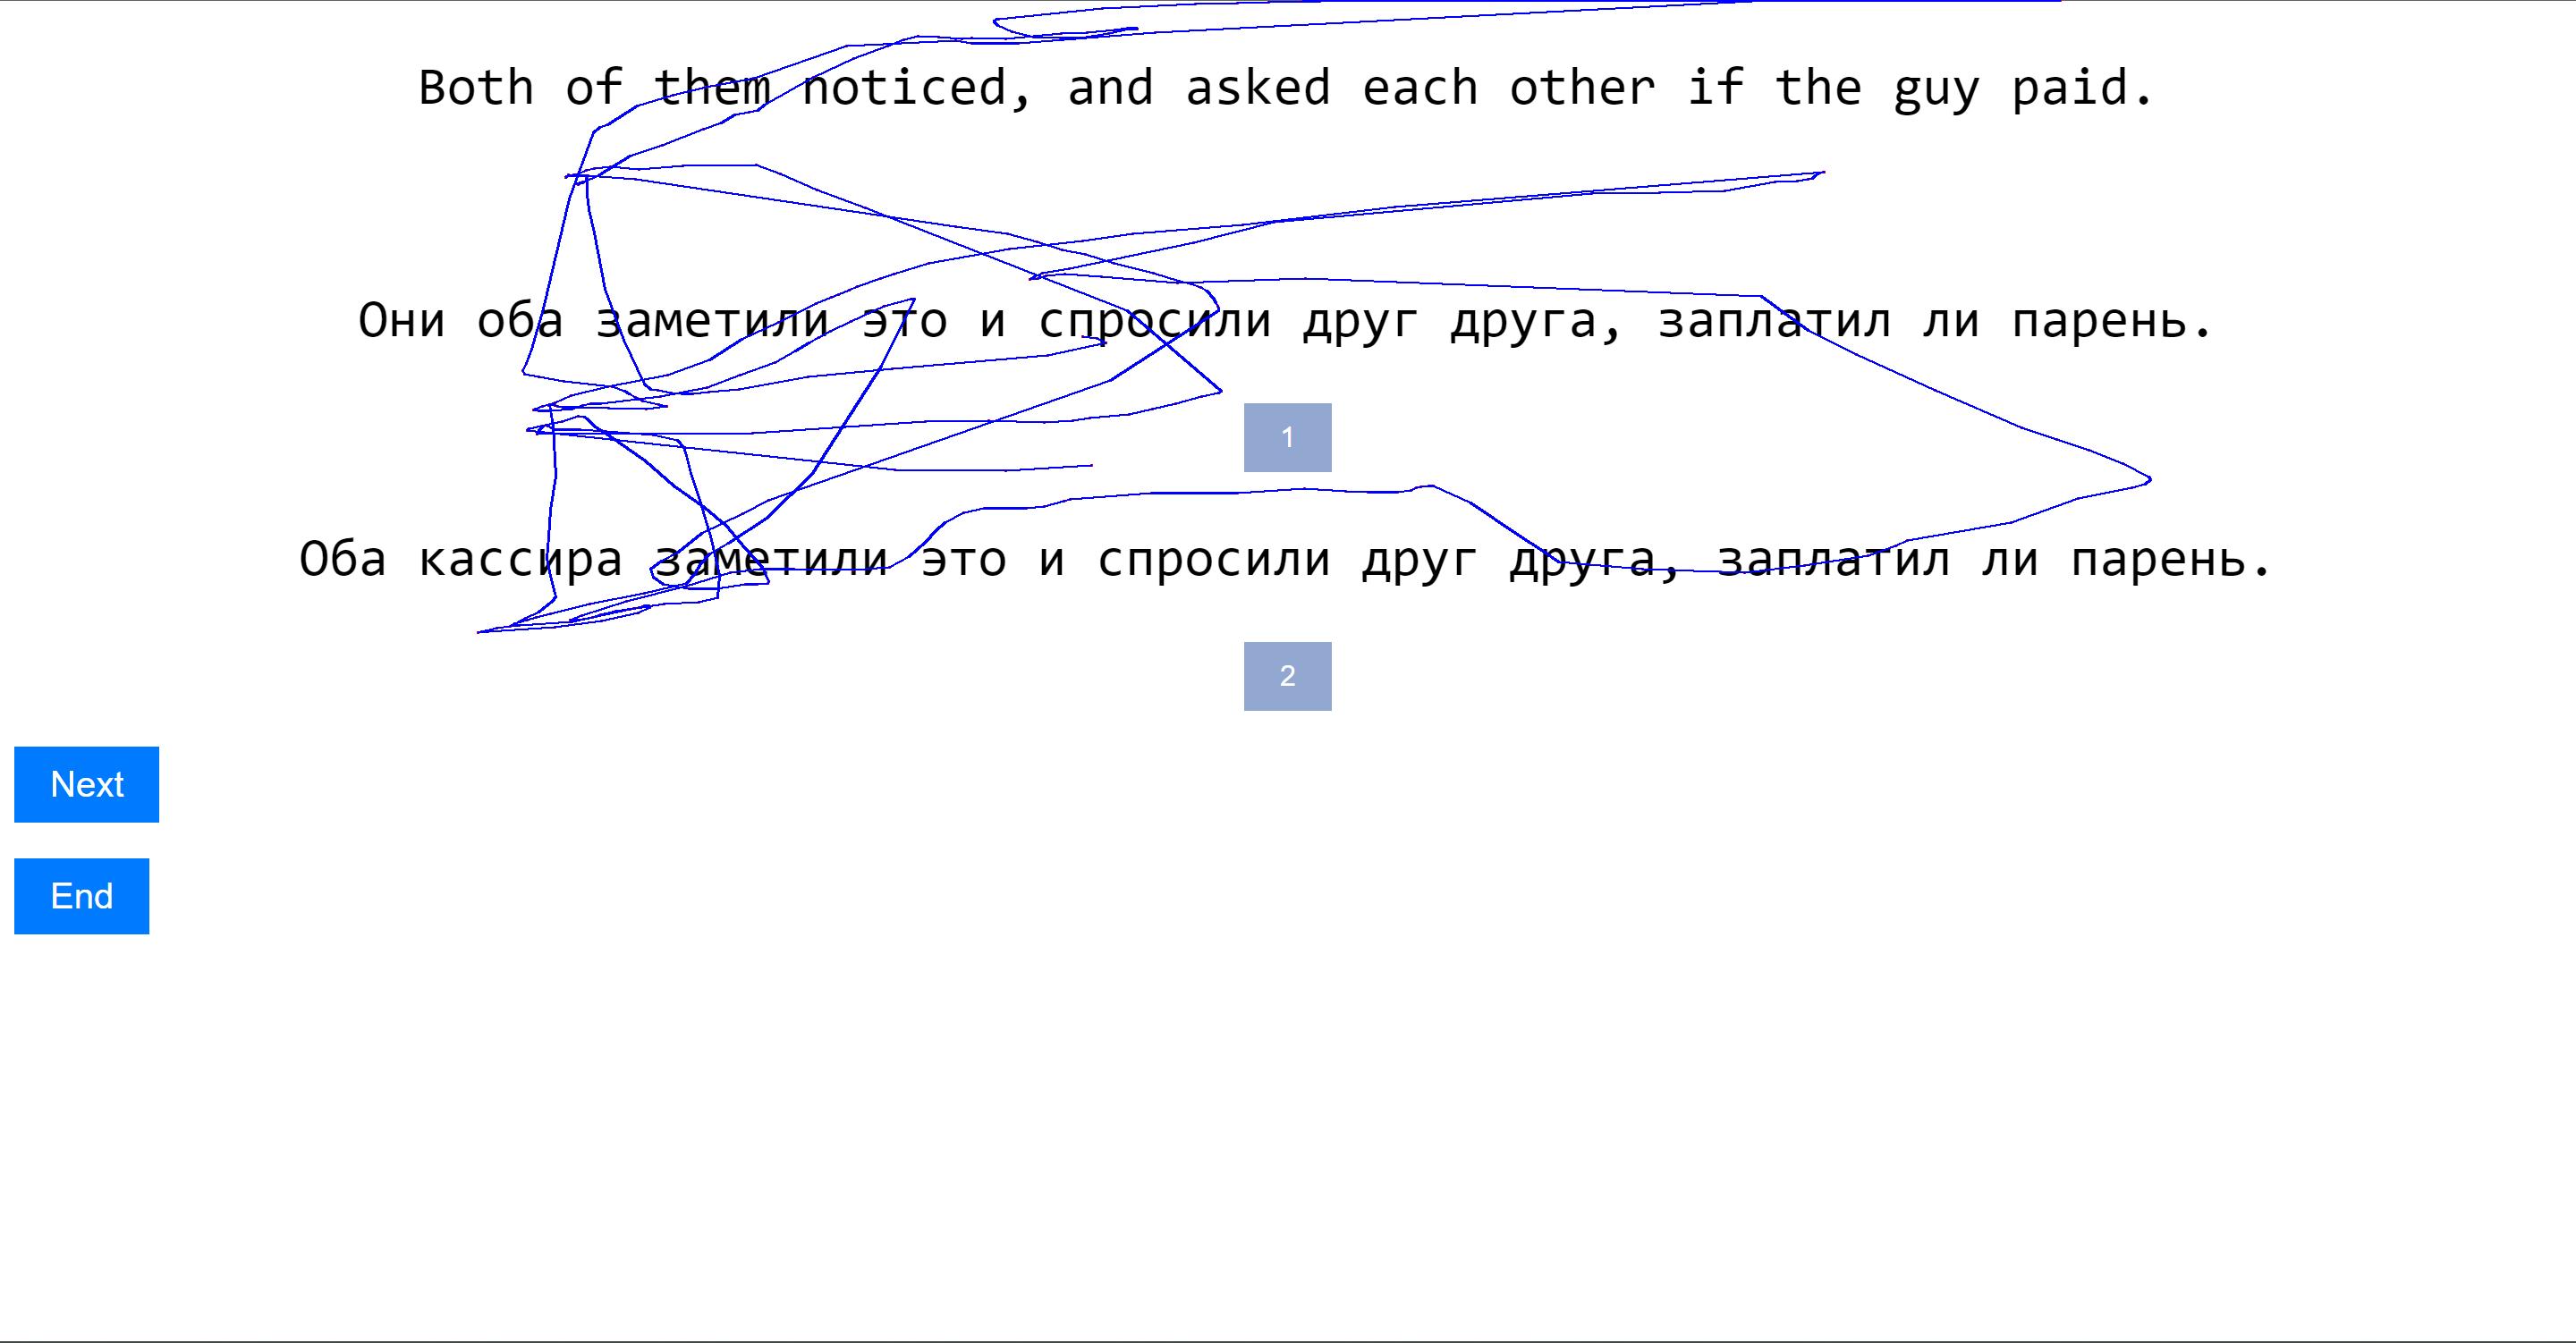 Both of them noticed, and asked each other if the guy paid.
Они оба заметили это и спросили друг друга, заплатил ли парень.
1
Оба кассира заметили это и спросили друг друга, заплатил ли парень.
2
Next
End